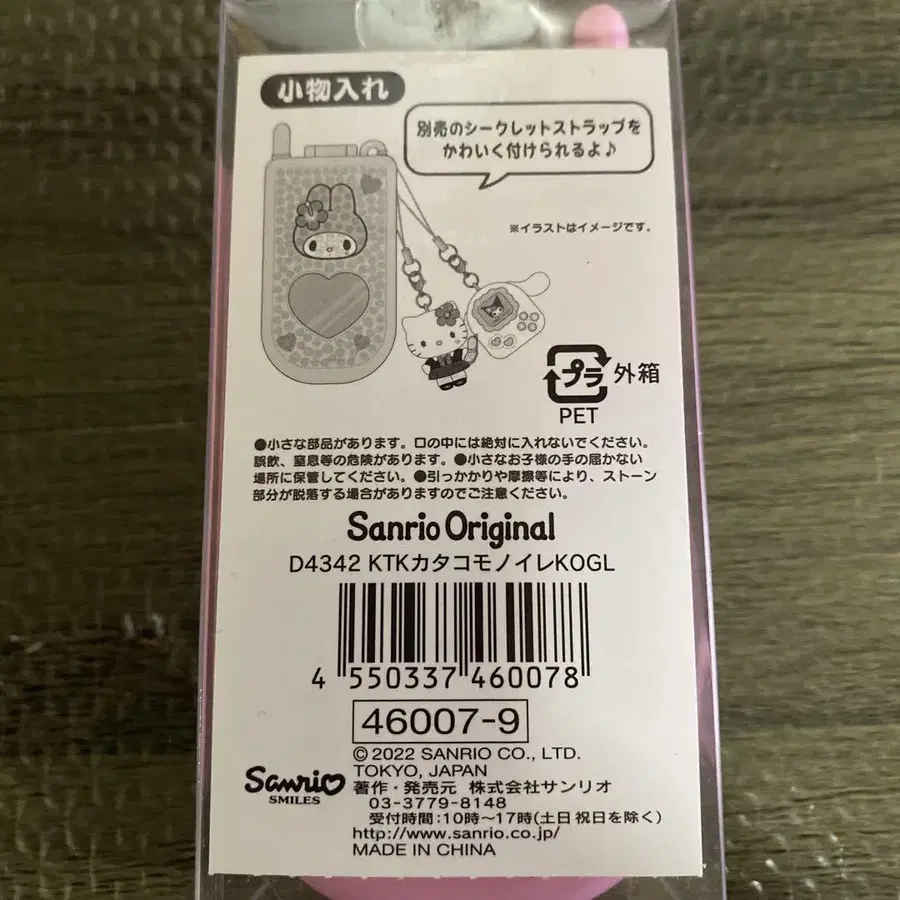 小物入れ
別売のシークレットストラップを
かわいく付けられるよ♪
※イラストはイメージです。
プラ 外箱
PET
●小さな部品があります。口の中には絶対に入れないでください。
誤飲、窒息等の危険があります。●小さなお子様の手の届かない
場所に保管してください。●引っかかりや摩擦等により、ストーン
部分が脱落する場合がありますのでご注意ください。
Sanrio Original
D4342 KTKカタコモノイレKOGL
4 550337 460078
46007-9
© 2022 SANRIO CO., LTD.
TOKYO, JAPAN
Sanrio
SMILES
著作・発売元 株式会社サンリオ
03-3779-8148
受付時間:10時〜17時(土日祝日を除く)
http://www.sanrio.co.jp/
MADE IN CHINA